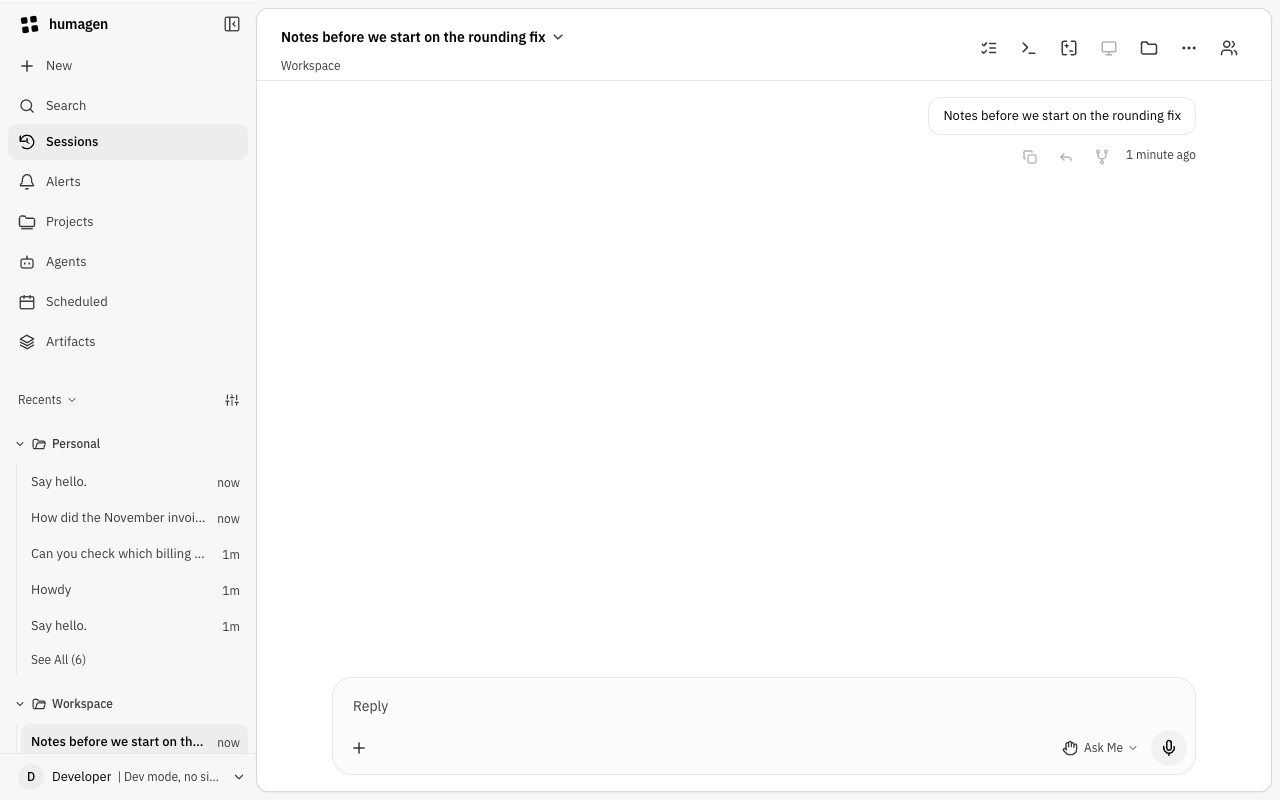 humagen
New
Search
Sessions
Alerts
Projects
Agents
Scheduled
Artifacts
Recents
Personal
Say hello. now
How did the November invoi... now
Can you check which billing ... 1m
Howdy 1m
Say hello. 1m
See All (6)
Workspace
Notes before we start on th... now
D Developer | Dev mode, no si...
Notes before we start on the rounding fix
Workspace
Notes before we start on the rounding fix
1 minute ago
Reply
Ask Me